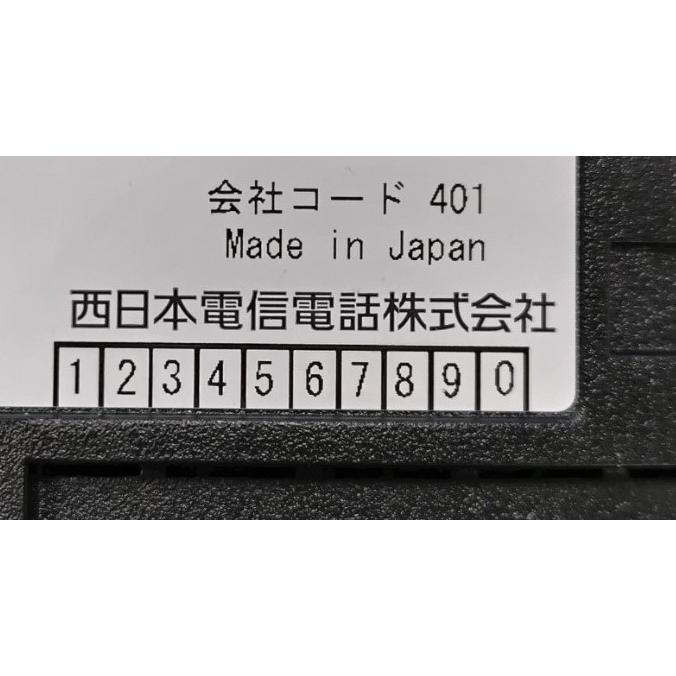 会社コード 401
Made in Japan
西日本電信電話株式会社
1 2 3 4 5 6 7 8 9 0